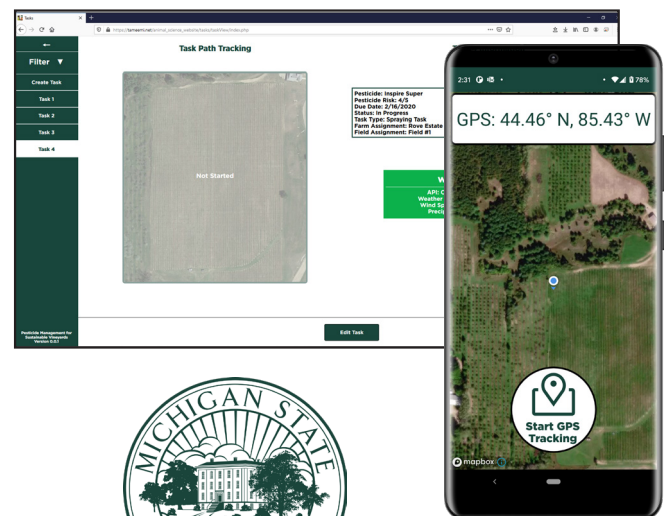 Tasks
https://tameemi.net/animal_science_website/tasks/taskView/index.php
Filter ▼
Create Task
Task 1
Task 2
Task 3
Task 4
Pesticide Management for
Sustainable Vineyards
Version 0.0.1
Task Path Tracking
Not Started
Pesticide: Inspire Super
Pesticide Risk: 4/5
Due Date: 2/16/2020
Status: In Progress
Task Type: Spraying Task
Farm Assignment: Rove Estate
Field Assignment: Field #1
API:
Weather
Wind
Edit Task
2:31
78%
GPS: 44.46° N, 85.43° W
Start GPS
Tracking
mapbox
MICHIGAN STATE